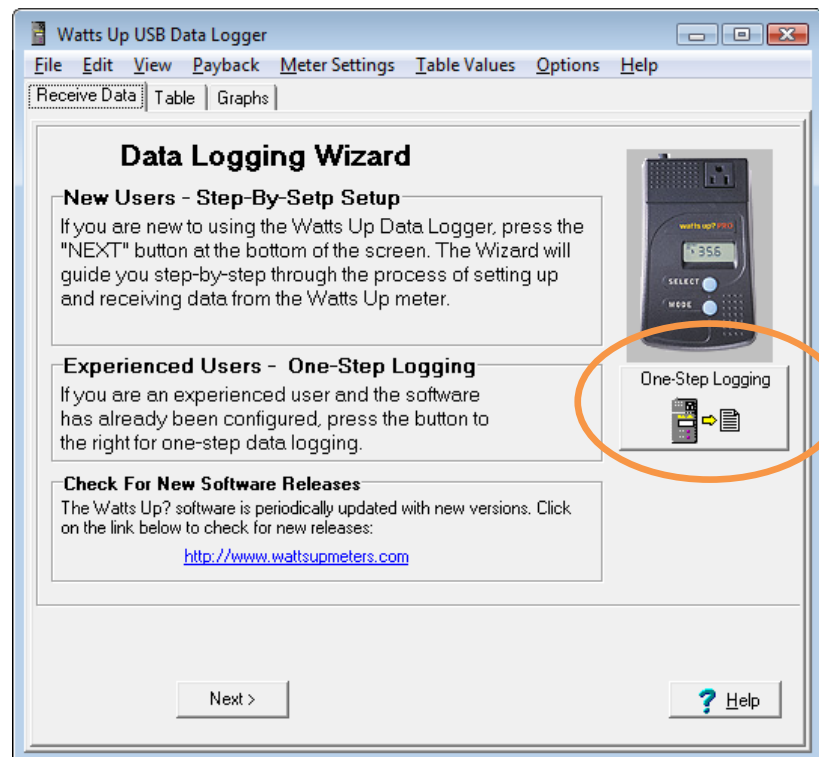 Watts Up USB Data Logger
File Edit View Payback Meter Settings Table Values Options Help
Receive Data Table Graphs
Data Logging Wizard
New Users - Step-By-Setp Setup
If you are new to using the Watts Up Data Logger, press the
"NEXT" button at the bottom of the screen. The Wizard will
guide you step-by-step through the process of setting up
and receiving data from the Watts Up meter.
watts up? PRO
35.6
SELECT
MODE
Experienced Users - One-Step Logging
If you are an experienced user and the software
has already been configured, press the button to
the right for one-step data logging.
One-Step Logging
Check For New Software Releases
The Watts Up? software is periodically updated with new versions. Click
on the link below to check for new releases:
http://www.wattsupmeters.com
Next >
? Help